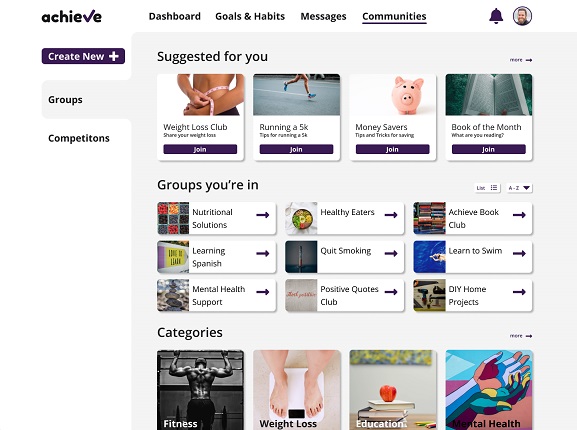 achieve
Dashboard Goals & Habits Messages Communities
Create New +
Groups
Competitons
Suggested for you
more
Weight Loss Club
Share your weight loss
Join
Running a 5k
Tips for running a 5k
Join
Money Savers
Tips and Tricks for saving
Join
Book of the Month
What are you reading?
Join
Groups you're in
List
A - Z
Nutritional
Solutions
Healthy Eaters
Achieve Book
Club
Learning
Spanish
Quit Smoking
Learn to Swim
Mental Health
Support
Positive Quotes
Club
DIY Home
Projects
Categories
more
Fitness
Weight Loss
Education
Mental Health